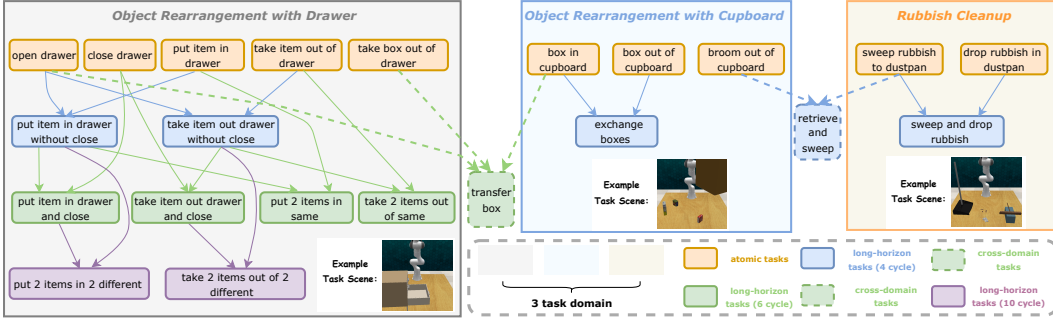 Object Rearrangement with Drawer
open drawer
close drawer
put item in
drawer
take item out of
drawer
take box out of
drawer
put item in drawer
without close
take item out drawer
without close
put item in drawer
and close
take item out drawer
and close
put 2 items in
same
take 2 items out
of same
put 2 items in 2 different
take 2 items out of 2
different
Example
Task Scene:
transfer
box
Object Rearrangement with Cupboard
box in
cupboard
box out of
cupboard
broom out of
cupboard
exchange
boxes
Example
Task Scene:
retrieve
and
sweep
Rubbish Cleanup
sweep rubbish
to dustpan
drop rubbish in
dustpan
sweep and drop
rubbish
Example
Task Scene:
3 task domain
atomic tasks
long-horizon
tasks (4 cycle)
cross-domain
tasks
long-horizon
tasks (6 cycle)
cross-domain
tasks
long-horizon
tasks (10 cycle)